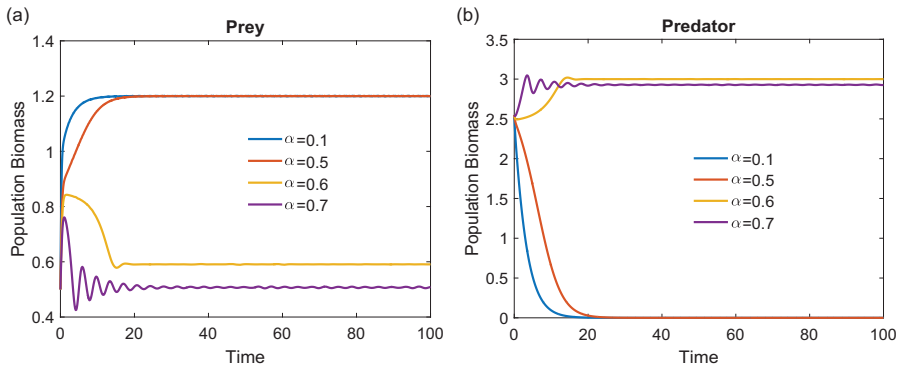 (a)
Prey
1.4
1.2
1
0.8
0.6
0.4
0
20
40
60
80
100
Population Biomass
Time
α=0.1
α=0.5
α=0.6
α=0.7
(b)
Predator
3.5
3
2.5
2
1.5
1
0.5
0
0
20
40
60
80
100
Population Biomass
Time
α=0.1
α=0.5
α=0.6
α=0.7